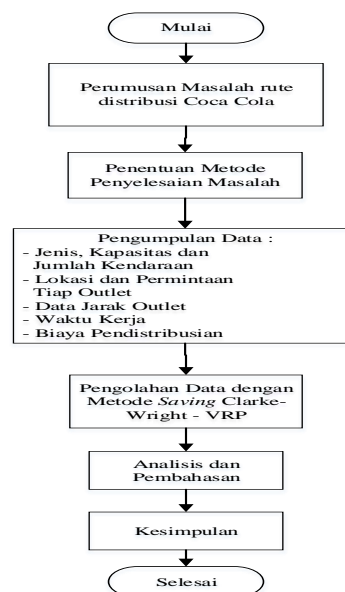 Mulai
Perumusan Masalah rute
distribusi Coca Cola
Penentuan Metode
Penyelesaian Masalah
Pengumpulan Data :
- Jenis, Kapasitas dan
Jumlah Kendaraan
- Lokasi dan Permintaan
Tiap Outlet
- Data Jarak Outlet
- Waktu Kerja
- Biaya Pendistribusian
Pengolahan Data dengan
Metode Saving Clarke-
Wright - VRP
Analisis dan
Pembahasan
Kesimpulan
Selesai